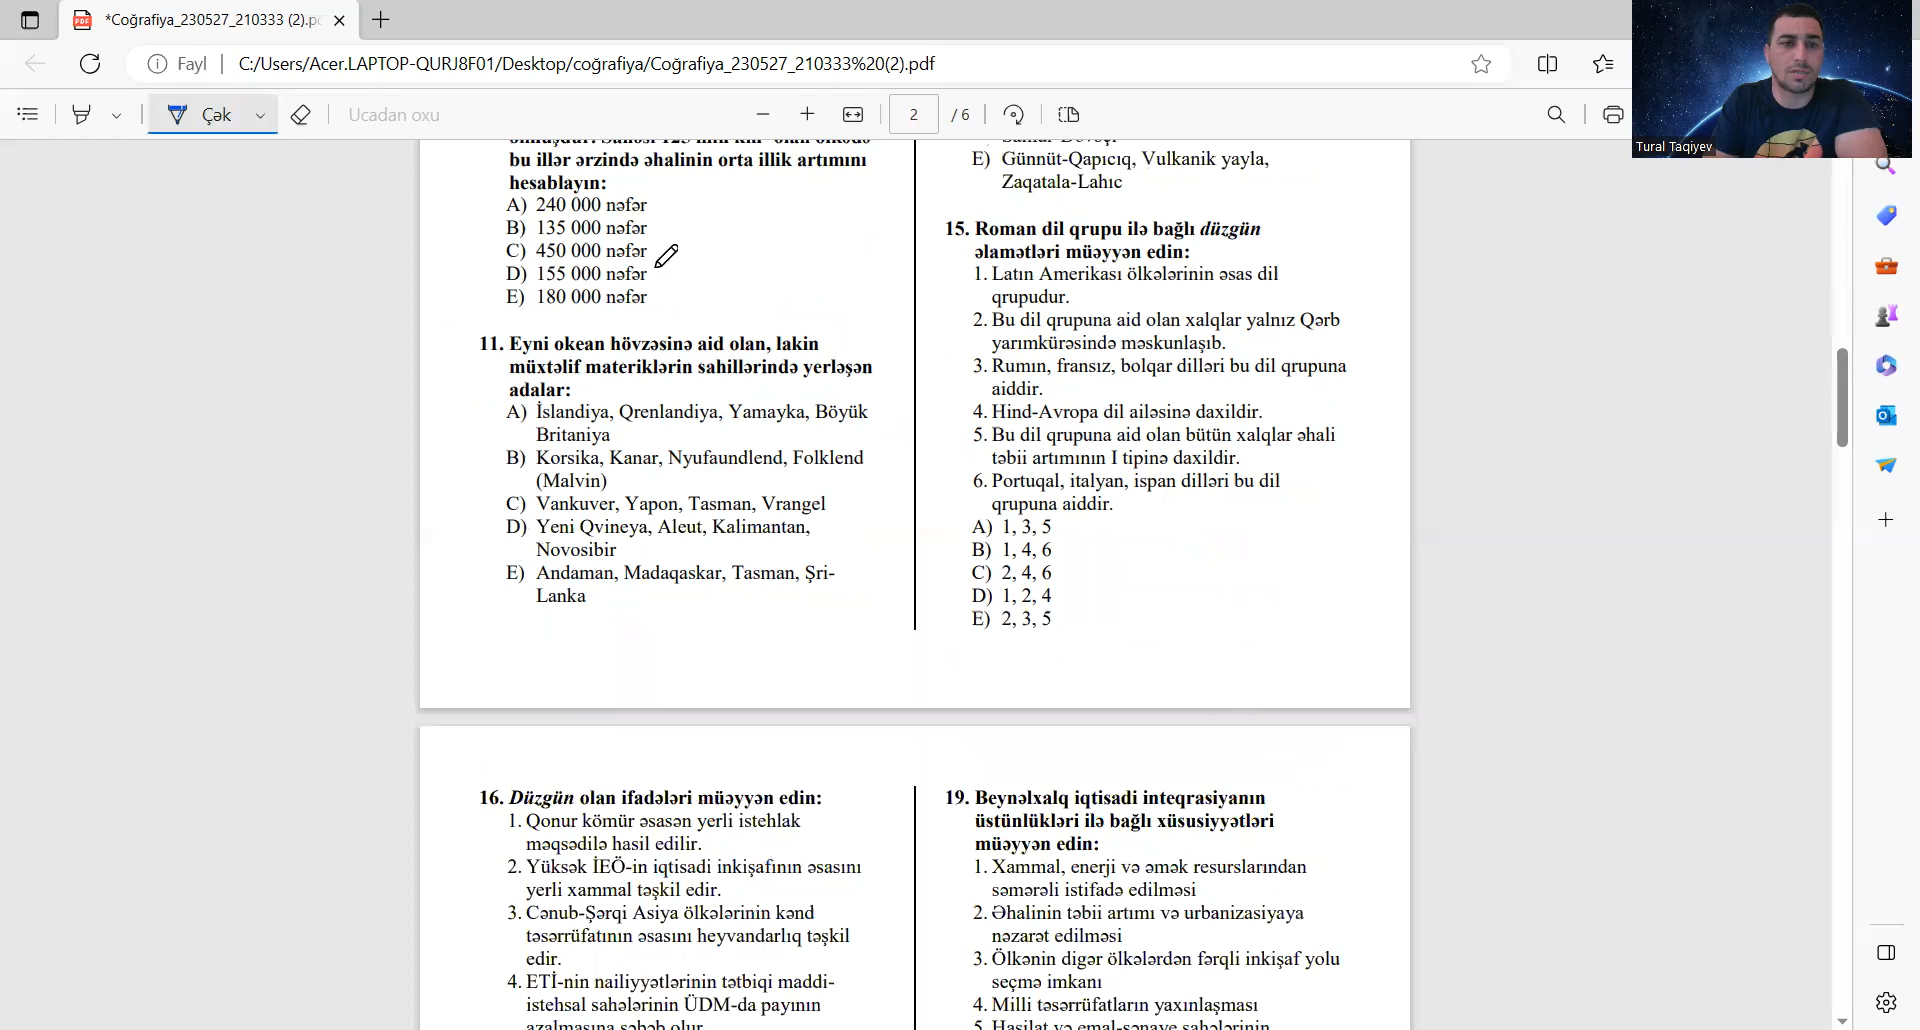 *Coğrafiya_230527_210333 (2).pd
Fayl
C:/Users/Acer.LAPTOP-QURJ8F01/Desktop/coğrafiya/Coğrafiya_230527_210333%20(2).pdf
Çək
Ucadan oxu
2
/ 6
Tural Taqiyev
bu illər ərzində əhalinin orta illik artımını
hesablayın:
A) 240 000 nəfər
B) 135 000 nəfər
C) 450 000 nəfər
D) 155 000 nəfər
E) 180 000 nəfər
11. Eyni okean hövzəsinə aid olan, lakin
müxtəlif materiklərin sahillərində yerləşən
adalar:
A) İslandiya, Qrenlandiya, Yamayka, Böyük
Britaniya
B) Korsika, Kanar, Nyufaundlend, Folklend
(Malvin)
C) Vankuver, Yapon, Tasman, Vrangel
D) Yeni Qvineya, Aleut, Kalimantan,
Novosibir
E) Andaman, Madaqaskar, Tasman, Şri-
Lanka
E) Günnüt-Qapıcıq, Vulkanik yayla,
Zaqatala-Lahıc
15. Roman dil qrupu ilə bağlı düzgün
əlamətləri müəyyən edin:
1. Latın Amerikası ölkələrinin əsas dil
qrupudur.
2. Bu dil qrupuna aid olan xalqlar yalnız Qərb
yarımkürəsində məskunlaşıb.
3. Rumın, fransız, bolqar dilləri bu dil qrupuna
aiddir.
4. Hind-Avropa dil ailəsinə daxildir.
5. Bu dil qrupuna aid olan bütün xalqlar əhali
təbii artımının I tipinə daxildir.
6. Portuqal, italyan, ispan dilləri bu dil
qrupuna aiddir.
A) 1, 3, 5
B) 1, 4, 6
C) 2, 4, 6
D) 1, 2, 4
E) 2, 3, 5
16. Düzgün olan ifadələri müəyyən edin:
1. Qonur kömür əsasən yerli istehlak
məqsədilə hasil edilir.
2. Yüksək İEÖ-in iqtisadi inkişafının əsasını
yerli xammal təşkil edir.
3. Cənub-Şərqi Asiya ölkələrinin kənd
təsərrüfatının əsasını heyvandarlıq təşkil
edir.
4. ETİ-nin nailiyyətlərinin tətbiqi maddi-
istehsal sahələrinin ÜDM-da payının
azalmasına səbəb olur
19. Beynəlxalq iqtisadi inteqrasiyanın
üstünlükləri ilə bağlı xüsusiyyətləri
müəyyən edin:
1. Xammal, enerji və əmək resurslarından
səmərəli istifadə edilməsi
2. Əhalinin təbii artımı və urbanizasiyaya
nəzarət edilməsi
3. Ölkənin digər ölkələrdən fərqli inkişaf yolu
seçmə imkanı
4. Milli təsərrüfatların yaxınlaşması
5. Hasilat və emal-sənaye sahələrinin